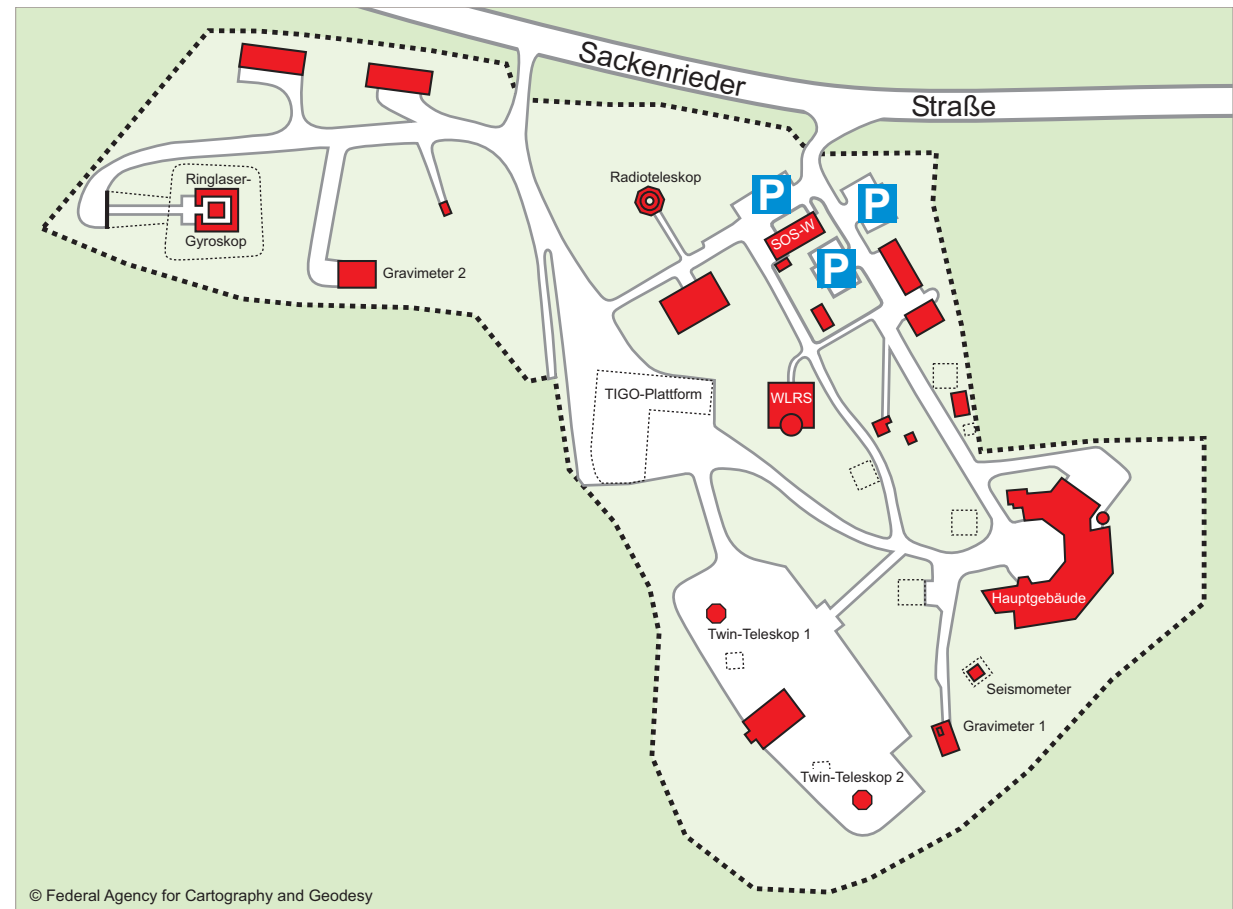 Sackenrieder
Straße
Ringlaser-
Gyroskop
Radioteleskop
P
P
SOS-W
P
Gravimeter 2
TIGO-Plattform
WLRS
Hauptgebäude
Twin-Teleskop 1
Seismometer
Gravimeter 1
Twin-Teleskop 2
© Federal Agency for Cartography and Geodesy